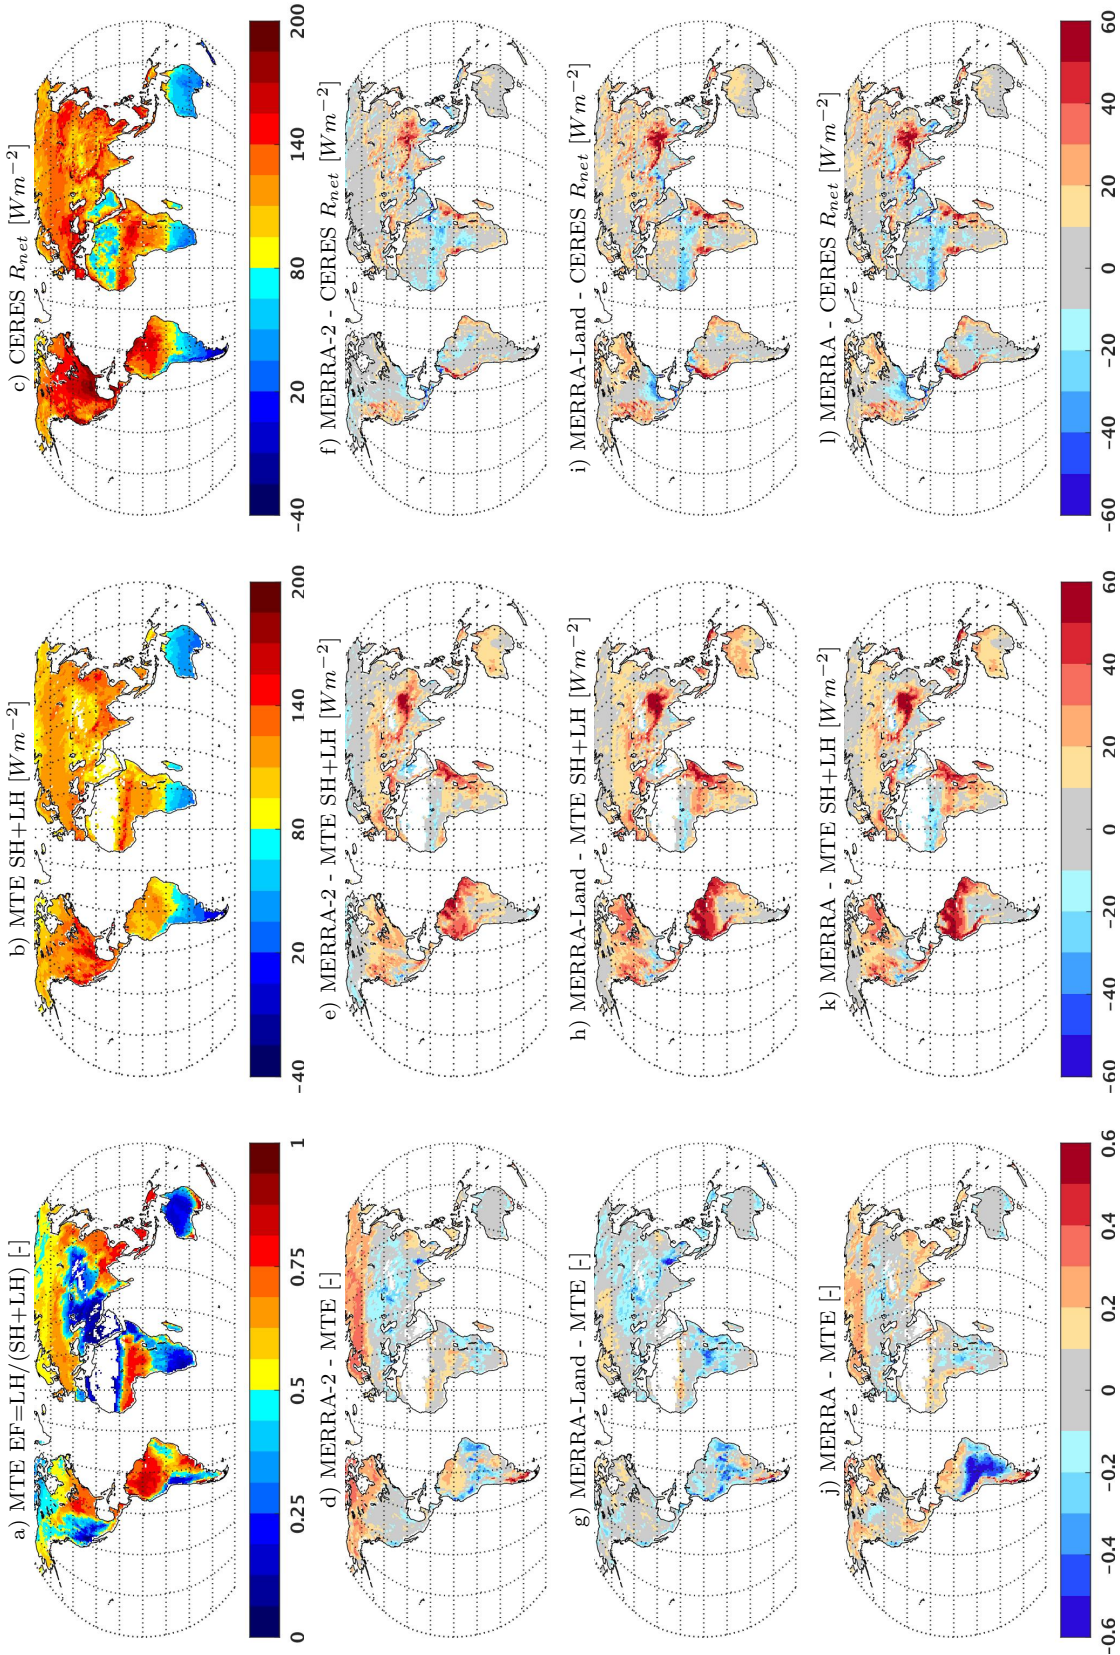 a) MTE EF=LH/(SH+LH) [-]
b) MTE SH+LH [Wm−2]
c) CERES Rnet [Wm−2]
0 0.25 0.5 0.75 1
−40 20 80 140 200
−40 20 80 140 200
d) MERRA-2 - MTE [-]
e) MERRA-2 - MTE SH+LH [Wm−2]
f) MERRA-2 - CERES Rnet [Wm−2]
g) MERRA-Land - MTE [-]
h) MERRA-Land - MTE SH+LH [Wm−2]
i) MERRA-Land - CERES Rnet [Wm−2]
j) MERRA - MTE [-]
k) MERRA - MTE SH+LH [Wm−2]
l) MERRA - CERES Rnet [Wm−2]
−0.6 −0.4 −0.2 0 0.2 0.4 0.6
−60 −40 −20 0 20 40 60
−60 −40 −20 0 20 40 60